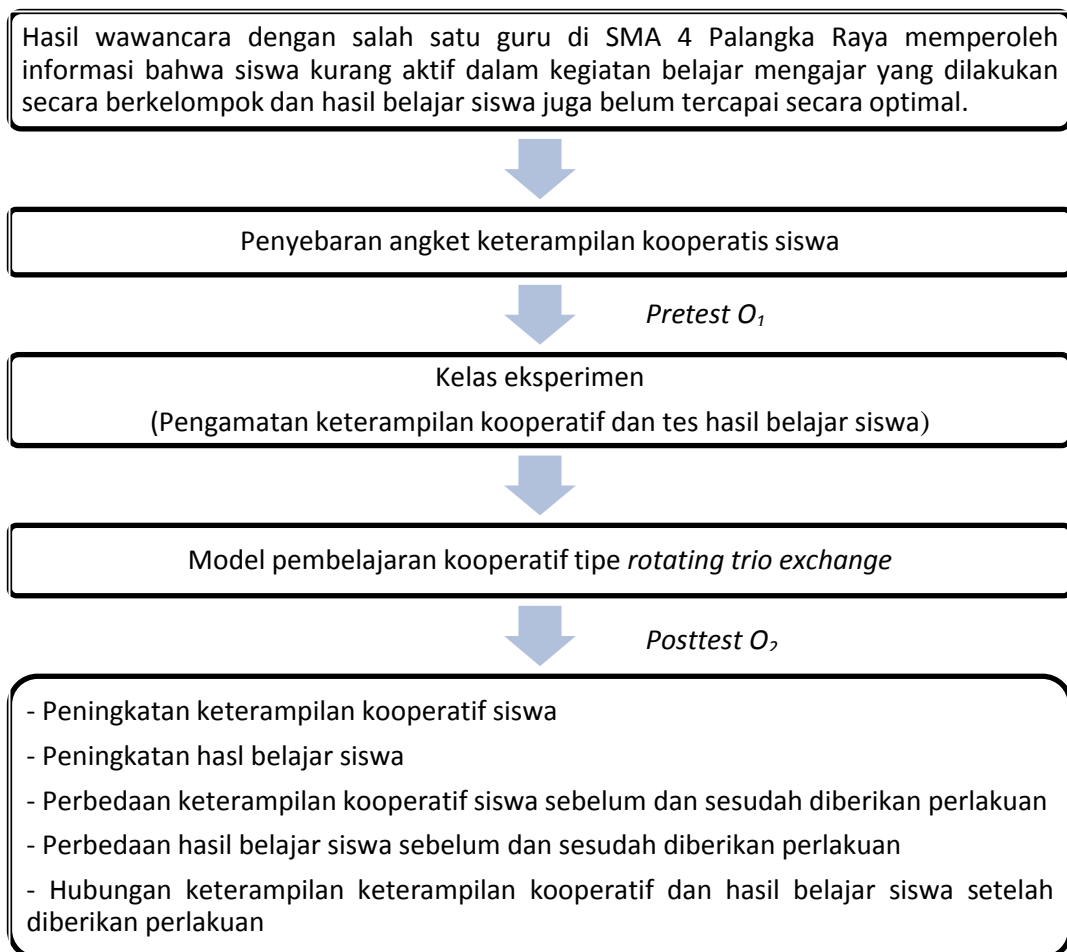 Hasil wawancara dengan salah satu guru di SMA 4 Palangka Raya memperoleh
informasi bahwa siswa kurang aktif dalam kegiatan belajar mengajar yang dilakukan
secara berkelompok dan hasil belajar siswa juga belum tercapai secara optimal.
Penyebaran angket keterampilan kooperatis siswa
Pretest O₁
Kelas eksperimen
(Pengamatan keterampilan kooperatif dan tes hasil belajar siswa)
Model pembelajaran kooperatif tipe rotating trio exchange
Posttest O₂
- Peningkatan keterampilan kooperatif siswa
- Peningkatan hasl belajar siswa
- Perbedaan keterampilan kooperatif siswa sebelum dan sesudah diberikan perlakuan
- Perbedaan hasil belajar siswa sebelum dan sesudah diberikan perlakuan
- Hubungan keterampilan keterampilan kooperatif dan hasil belajar siswa setelah
diberikan perlakuan